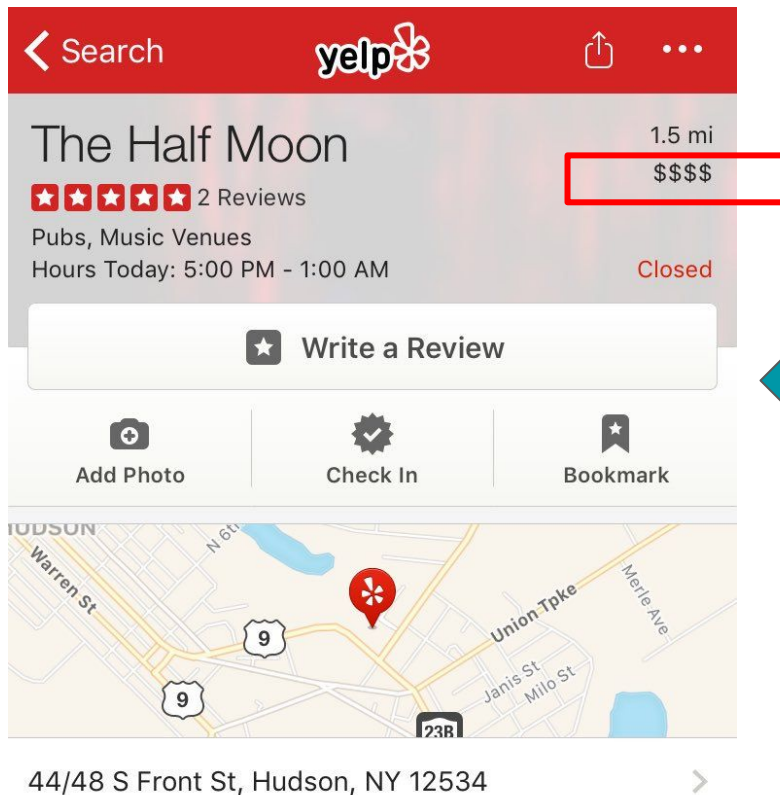 Search
yelp
The Half Moon
1.5 mi
$$$$
2 Reviews
Pubs, Music Venues
Hours Today: 5:00 PM - 1:00 AM
Closed
Write a Review
Add Photo
Check In
Bookmark
HUDSON
N 6th
Warren St
Merle Ave
Union Tpke
9
Janis St
Milo St
9
23B
44/48 S Front St, Hudson, NY 12534